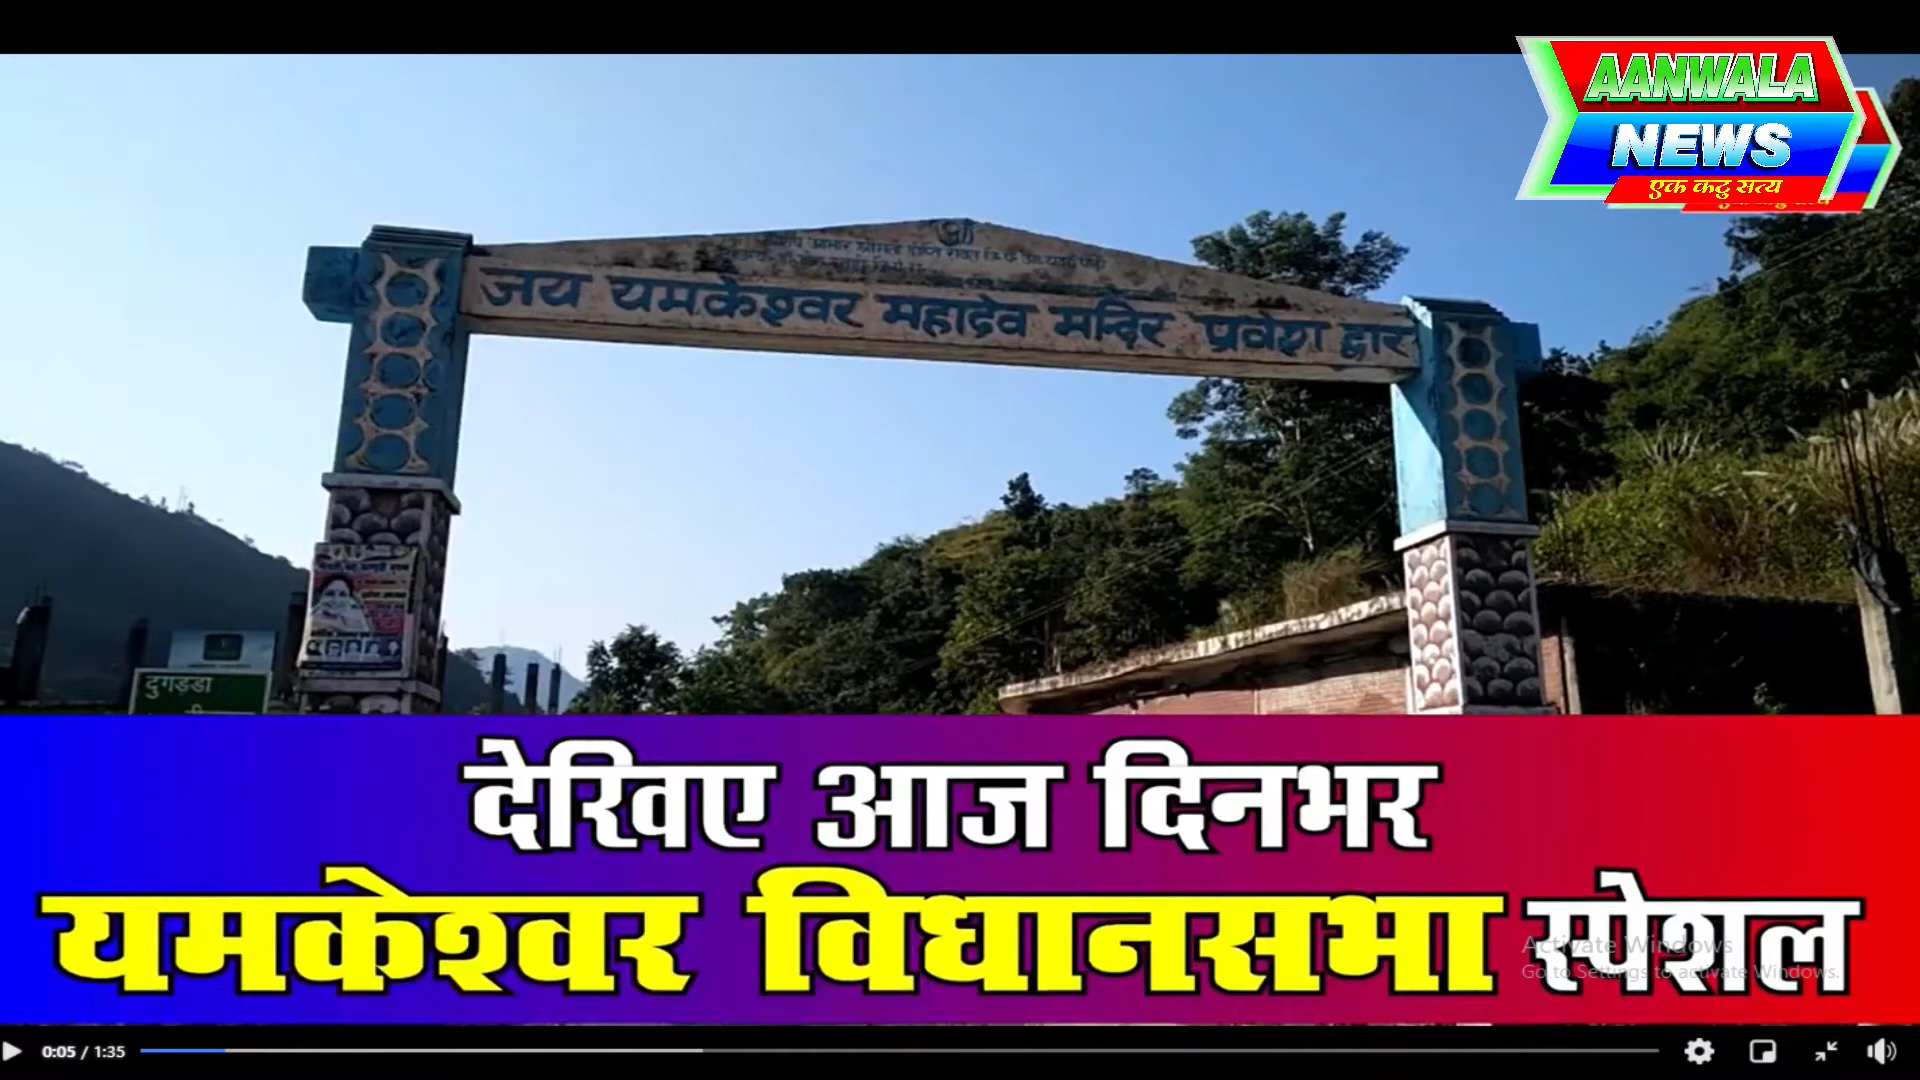 AANWALA
NEWS
एक कटु सत्य
जय यमकेश्वर महादेव मन्दिर प्रवेश द्वार
दुगड्डा
देखिए आज दिनभर
यमकेश्वर विधानसभा स्पेशल
Activate Windows
Go to Settings to activate Windows.
0:05 / 1:35